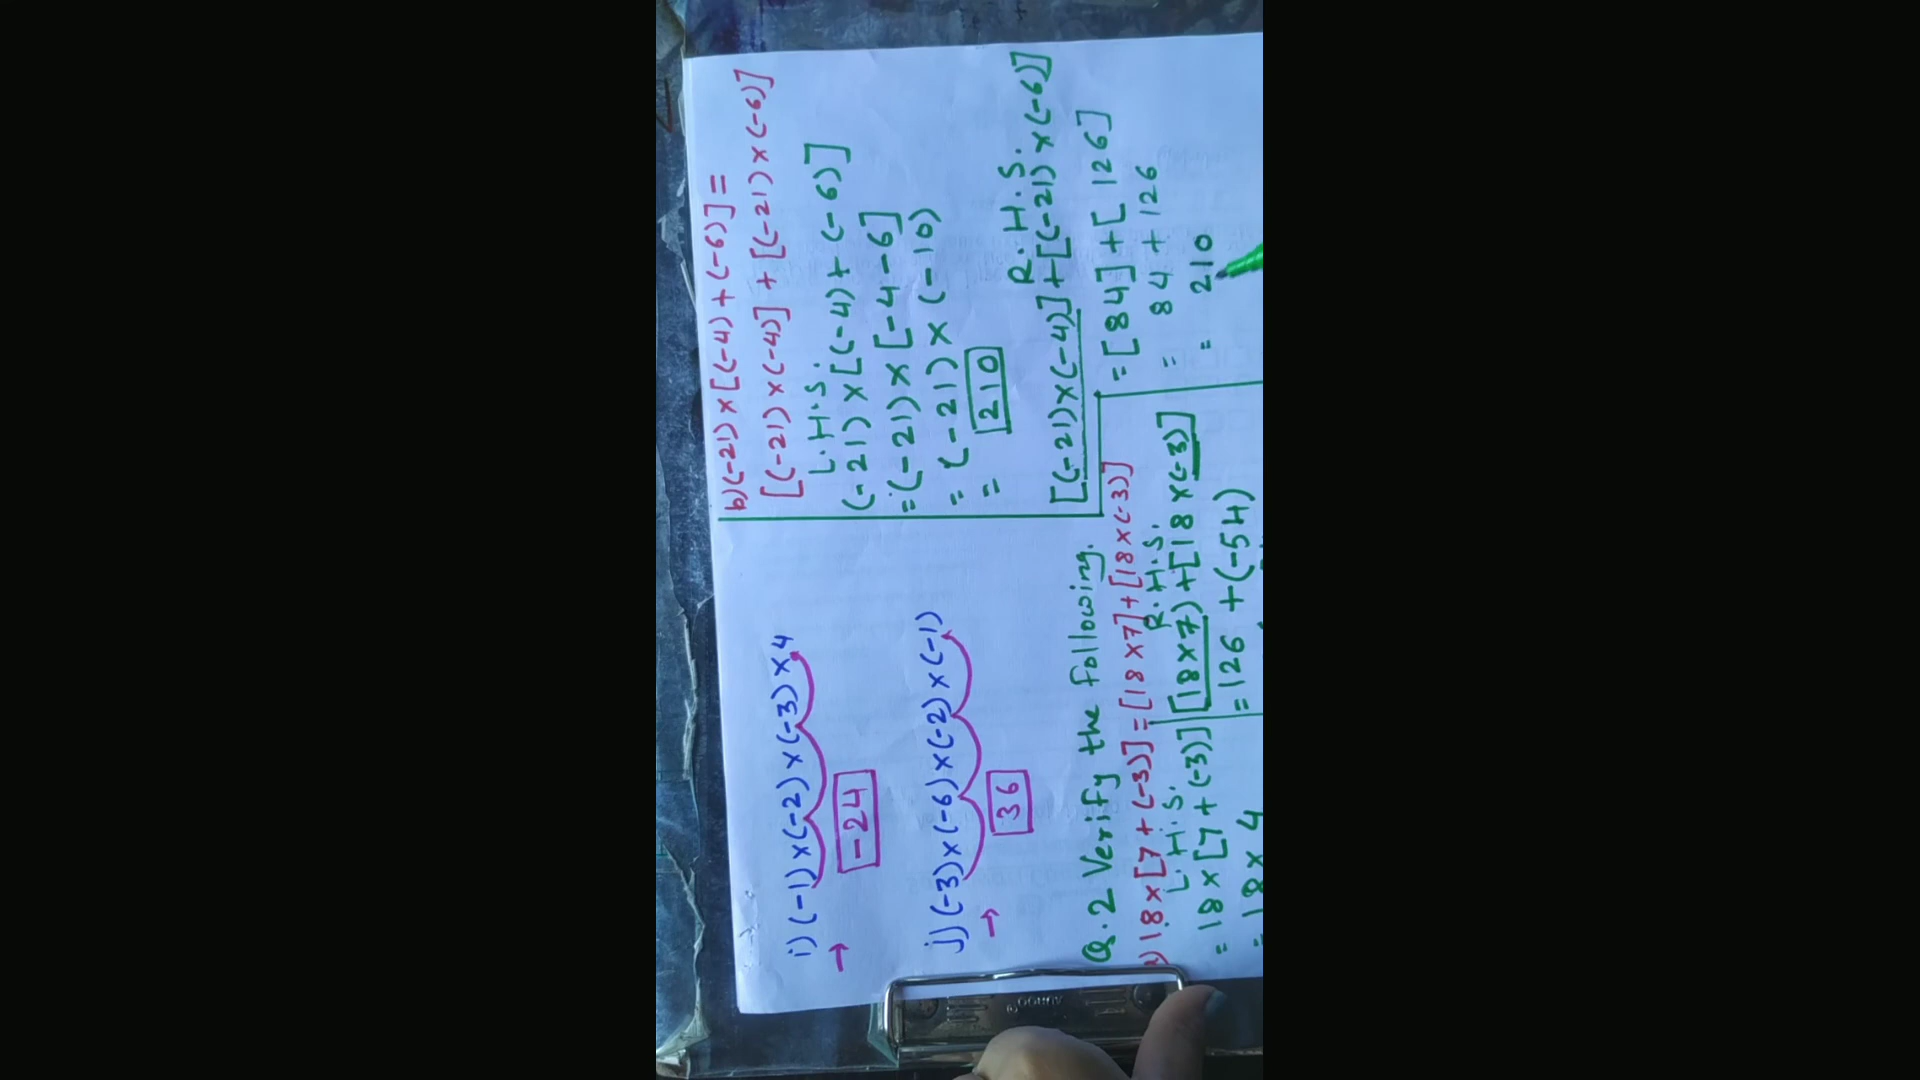 i) (-1)×(-2)×(-3)×4
→ -24
j) (-3)×(-6)×(-2)×(-1)
→ 36
Q.2 Verify the following.
18×[7+(-3)]=[18×7]+[18×(-3)]
L.H.S.
=18×[7+(-3)]
=18×4
R.H.S.
[18×7)+[18×(-3)]
=126+(-54)
b)(-21)×[(-4)+(-6)]=
[(-21)×(-4)]+[(-21)×(-6)]
L.H.S.
(-21)×[(-4)+(-6)]
=(-21)×[-4-6]
=(-21)×(-10)
= 210
R.H.S.
[(-21)×(-4)]+[(-21)×(-6)]
=[84]+[126]
= 84+126
= 210